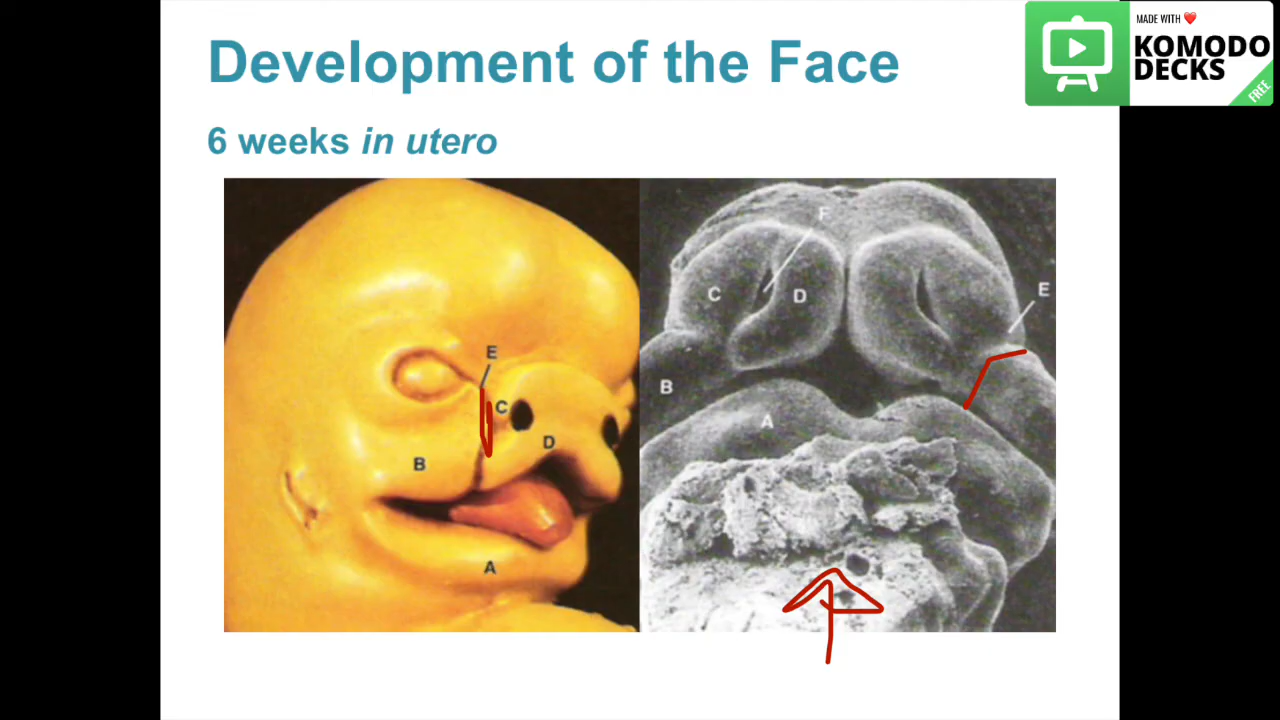 MADE WITH ❤️
KOMODO
DECKS
FREE
Development of the Face
6 weeks in utero
E
C
D
B
A
F
C
D
E
B
A